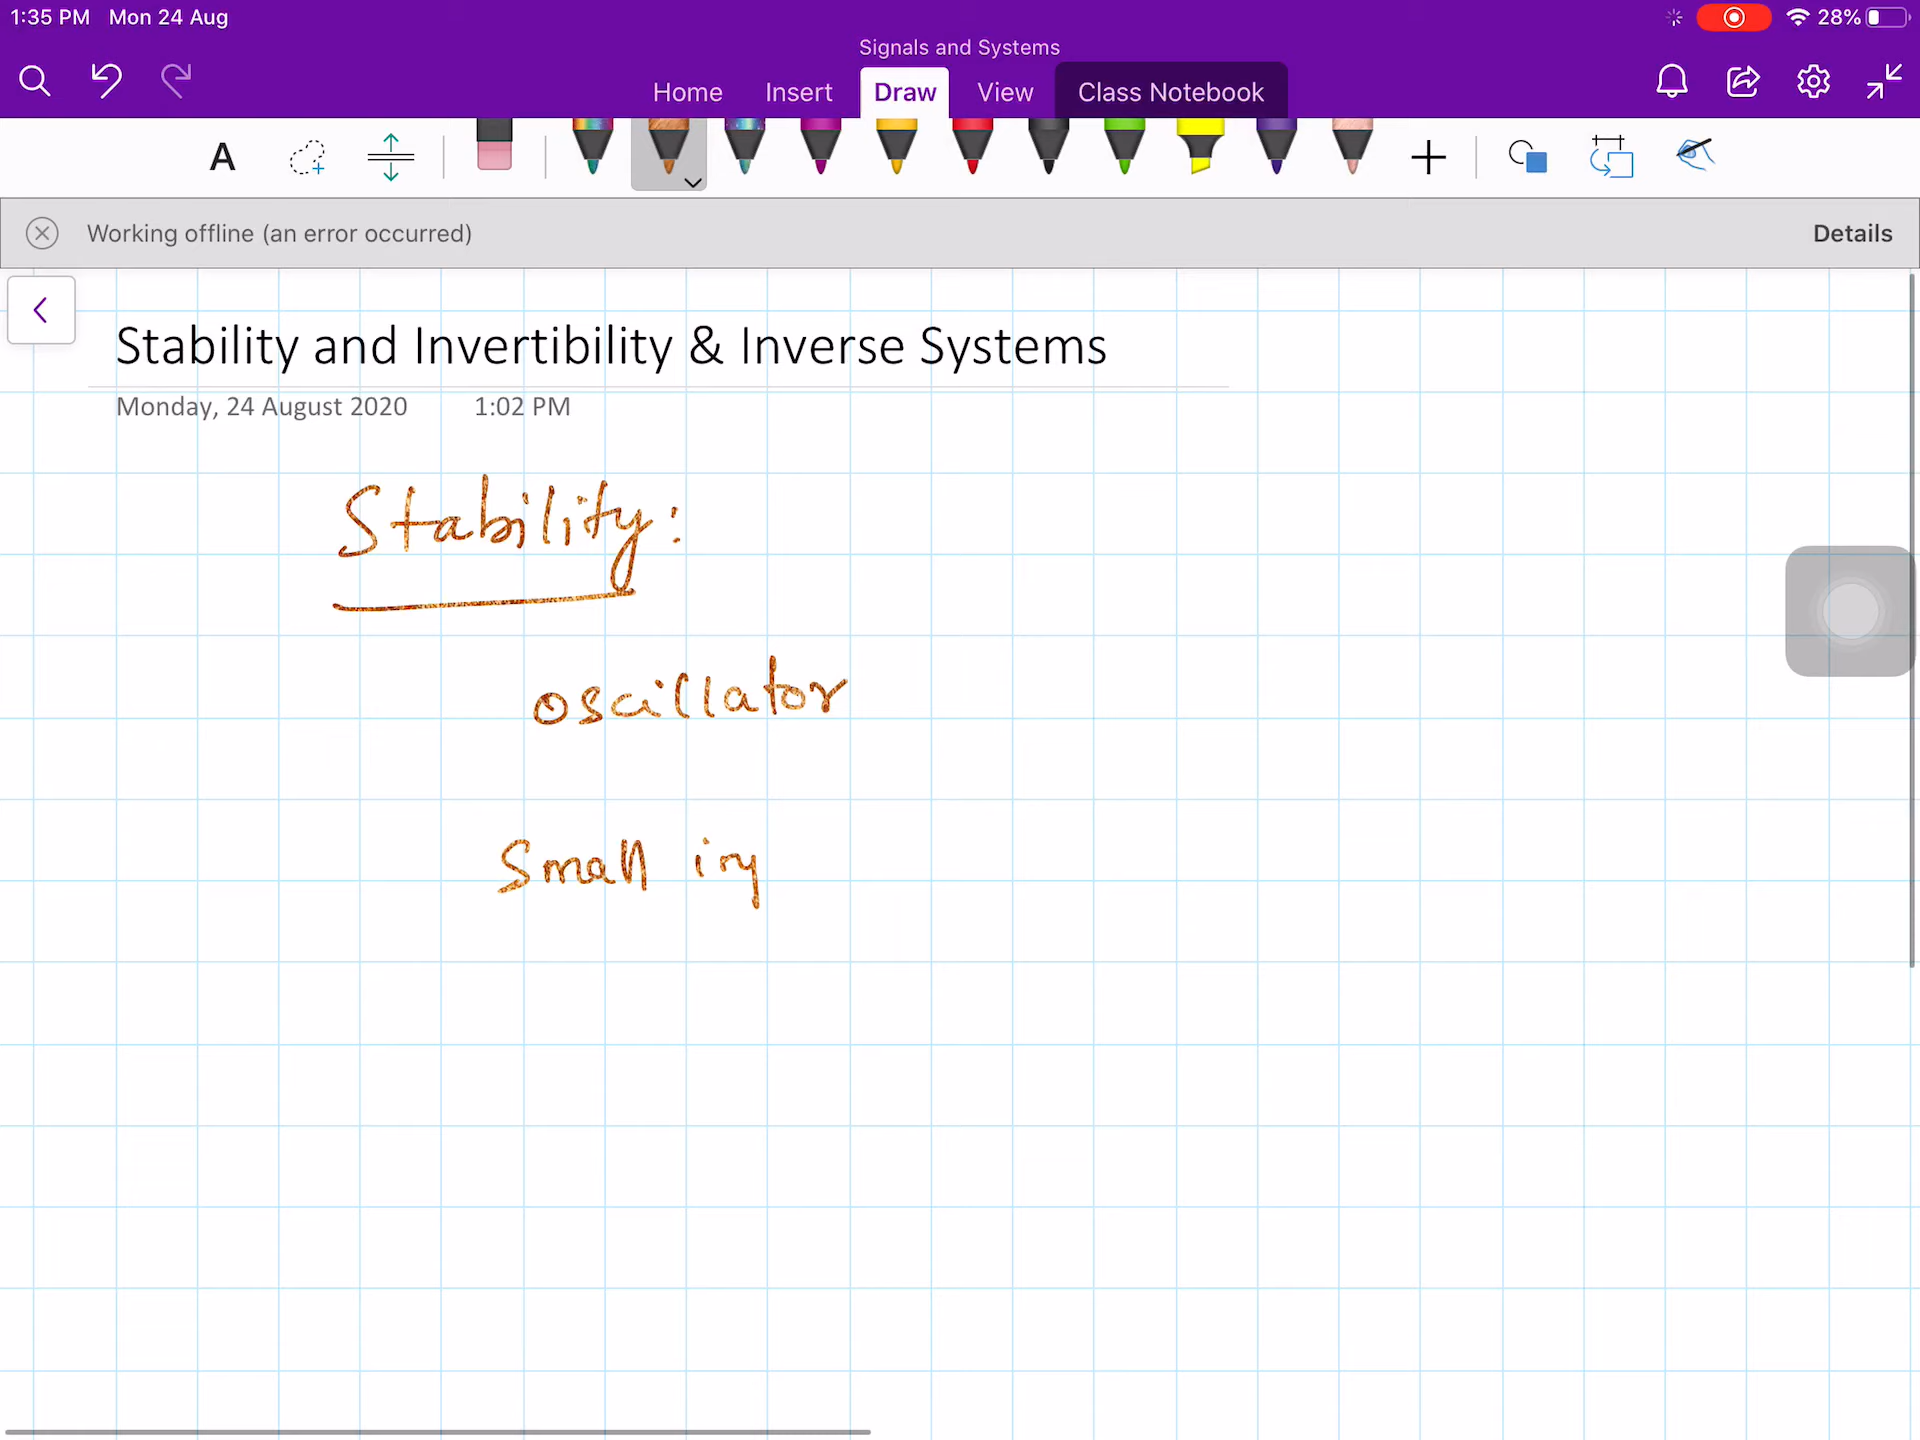 1:35 PM Mon 24 Aug 28%
Signals and Systems
Home Insert Draw View Class Notebook
A
Working offline (an error occurred) Details
Stability and Invertibility & Inverse Systems
Monday, 24 August 2020 1:02 PM
Stability:
oscillator
Small